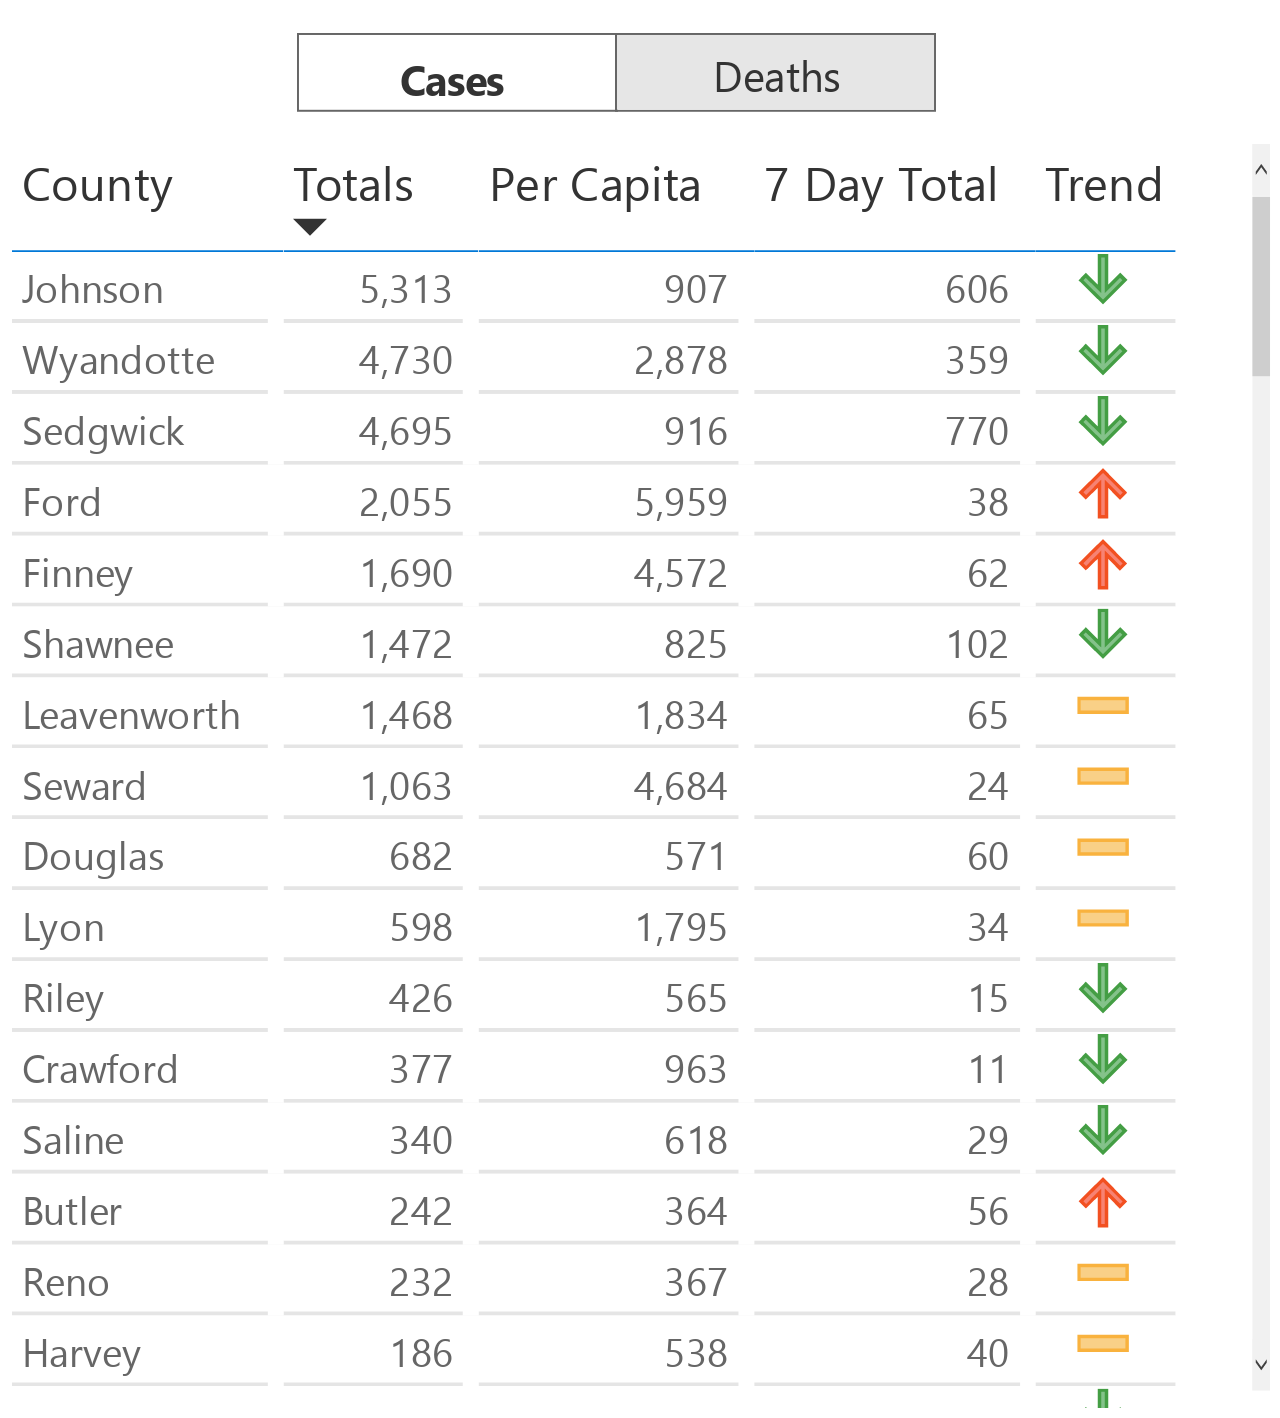 Cases Deaths
County Totals Per Capita 7 Day Total Trend
Johnson 5,313 907 606
Wyandotte 4,730 2,878 359
Sedgwick 4,695 916 770
Ford 2,055 5,959 38
Finney 1,690 4,572 62
Shawnee 1,472 825 102
Leavenworth 1,468 1,834 65
Seward 1,063 4,684 24
Douglas 682 571 60
Lyon 598 1,795 34
Riley 426 565 15
Crawford 377 963 11
Saline 340 618 29
Butler 242 364 56
Reno 232 367 28
Harvey 186 538 40